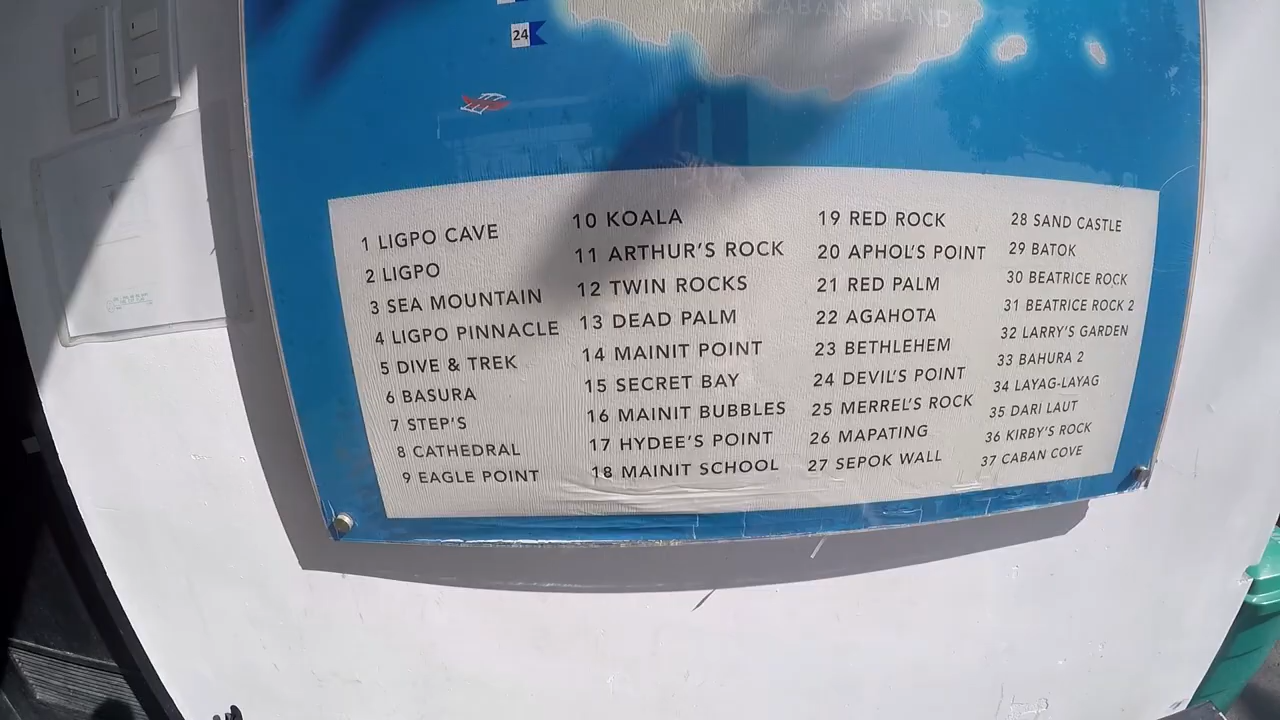 MARICABAN ISLAND
24
1 LIGPO CAVE
2 LIGPO
3 SEA MOUNTAIN
4 LIGPO PINNACLE
5 DIVE & TREK
6 BASURA
7 STEP'S
8 CATHEDRAL
9 EAGLE POINT
10 KOALA
11 ARTHUR'S ROCK
12 TWIN ROCKS
13 DEAD PALM
14 MAINIT POINT
15 SECRET BAY
16 MAINIT BUBBLES
17 HYDEE'S POINT
18 MAINIT SCHOOL
19 RED ROCK
20 APHOL'S POINT
21 RED PALM
22 AGAHOTA
23 BETHLEHEM
24 DEVIL'S POINT
25 MERREL'S ROCK
26 MAPATING
27 SEPOK WALL
28 SAND CASTLE
29 BATOK
30 BEATRICE ROCK
31 BEATRICE ROCK 2
32 LARRY'S GARDEN
33 BAHURA 2
34 LAYAG-LAYAG
35 DARI LAUT
36 KIRBY'S ROCK
37 CABAN COVE